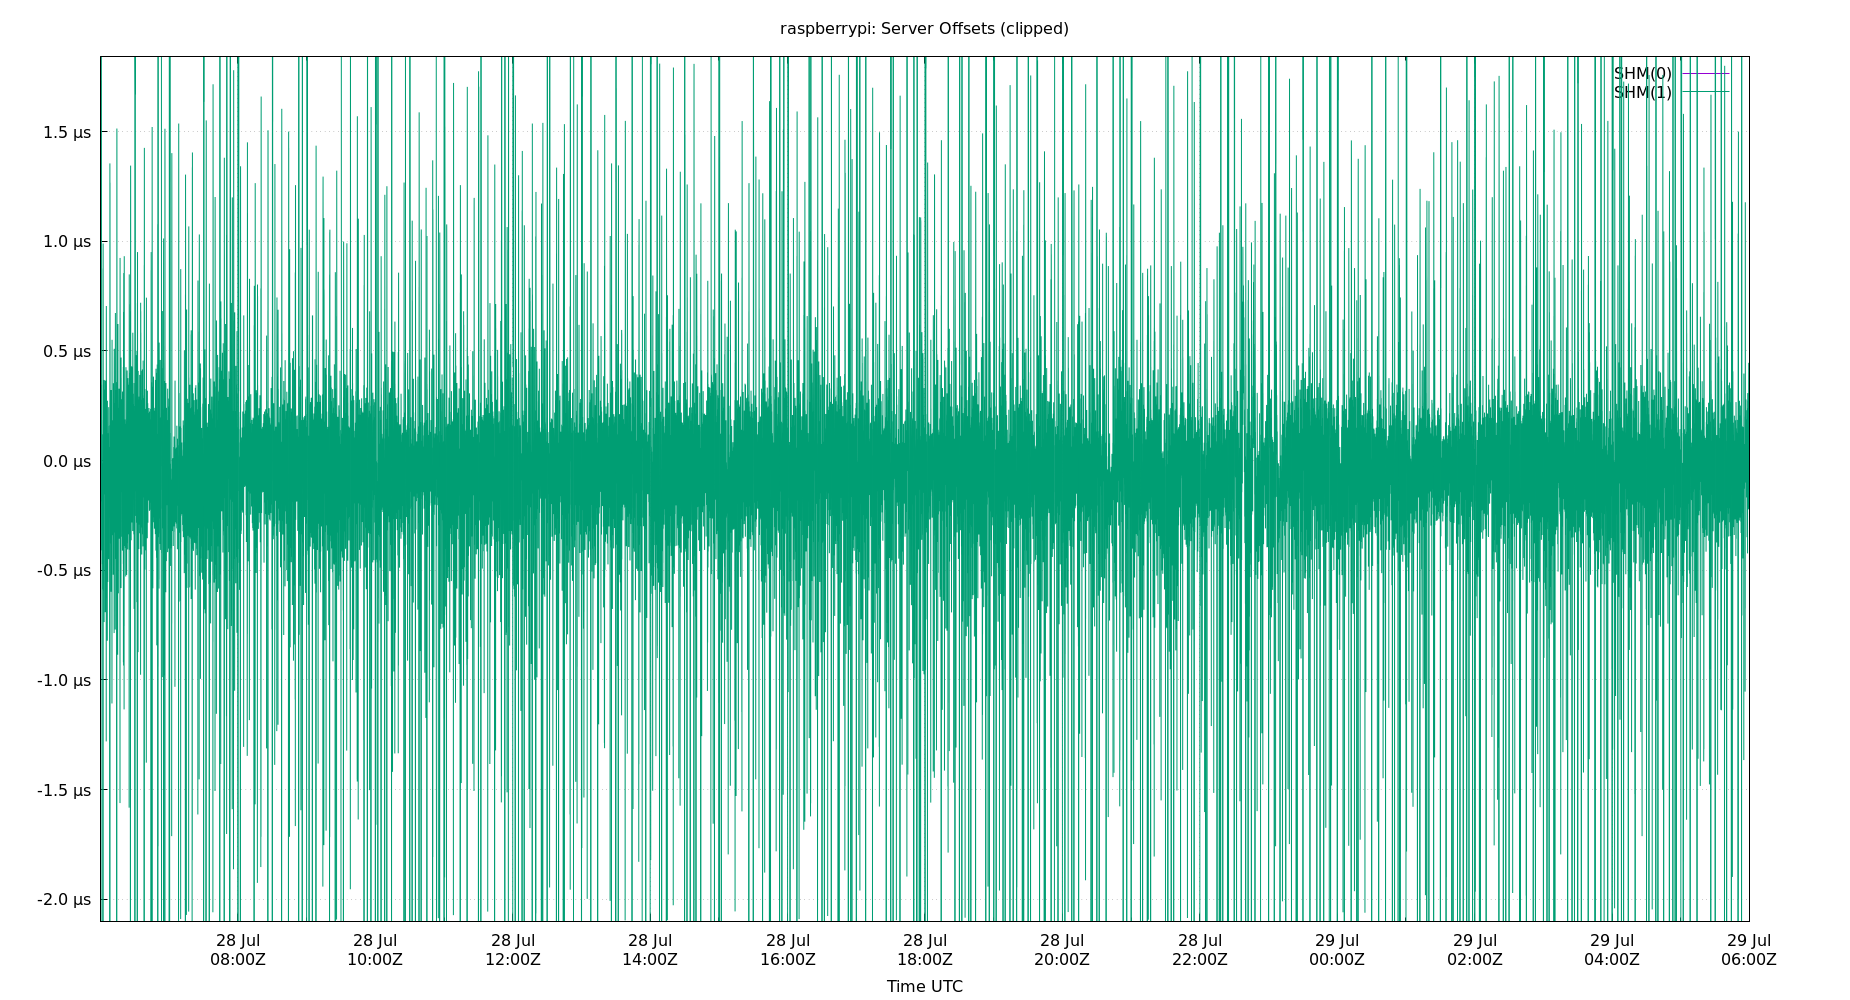 raspberrypi: Server Offsets (clipped)
SHM(0)
SHM(1)
1.5 µs
1.0 µs
0.5 µs
0.0 µs
-0.5 µs
-1.0 µs
-1.5 µs
-2.0 µs
28 Jul 28 Jul 28 Jul 28 Jul 28 Jul 28 Jul 28 Jul 28 Jul 29 Jul 29 Jul 29 Jul 29 Jul
08:00Z 10:00Z 12:00Z 14:00Z 16:00Z 18:00Z 20:00Z 22:00Z 00:00Z 02:00Z 04:00Z 06:00Z
Time UTC